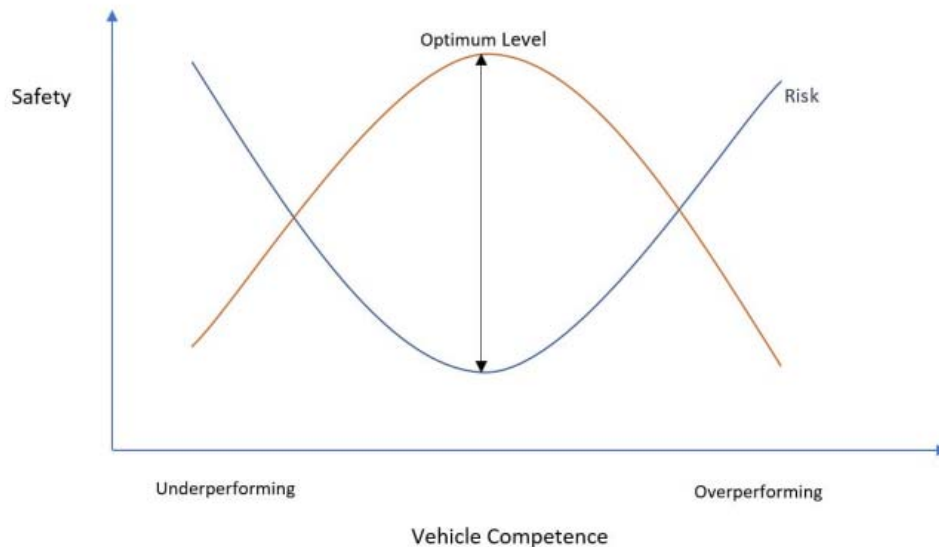 Optimum Level
Safety
Risk
Underperforming
Overperforming
Vehicle Competence